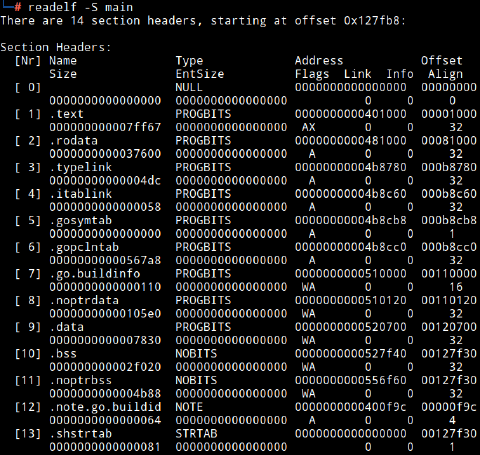 # readelf -S main
There are 14 section headers, starting at offset 0x127fb8:
Section Headers:
[Nr] Name Type Address Offset
Size EntSize Flags Link Info Align
[ 0] NULL 0000000000000000 00000000
0000000000000000 0000000000000000 0 0 0
[ 1] .text PROGBITS 0000000000401000 00001000
000000000007ff67 0000000000000000 AX 0 0 32
[ 2] .rodata PROGBITS 0000000000481000 00081000
0000000000037600 0000000000000000 A 0 0 32
[ 3] .typelink PROGBITS 00000000004b8780 000b8780
00000000000004dc 0000000000000000 A 0 0 32
[ 4] .itablink PROGBITS 00000000004b8c60 000b8c60
0000000000000058 0000000000000000 A 0 0 32
[ 5] .gosymtab PROGBITS 00000000004b8cb8 000b8cb8
0000000000000000 0000000000000000 A 0 0 1
[ 6] .gopclntab PROGBITS 00000000004b8cc0 000b8cc0
00000000000567a8 0000000000000000 A 0 0 32
[ 7] .go.buildinfo PROGBITS 0000000000510000 00110000
0000000000000110 0000000000000000 WA 0 0 16
[ 8] .noptrdata PROGBITS 0000000000510120 00110120
00000000000105e0 0000000000000000 WA 0 0 32
[ 9] .data PROGBITS 0000000000520700 00120700
0000000000007830 0000000000000000 WA 0 0 32
[10] .bss NOBITS 0000000000527f40 00127f30
000000000002f020 0000000000000000 WA 0 0 32
[11] .noptrbss NOBITS 0000000000556f60 00127f30
0000000000004b88 0000000000000000 WA 0 0 32
[12] .note.go.buildid NOTE 0000000000400f9c 00000f9c
0000000000000064 0000000000000000 A 0 0 4
[13] .shstrtab STRTAB 0000000000000000 00127f30
0000000000000081 0000000000000000 0 0 1